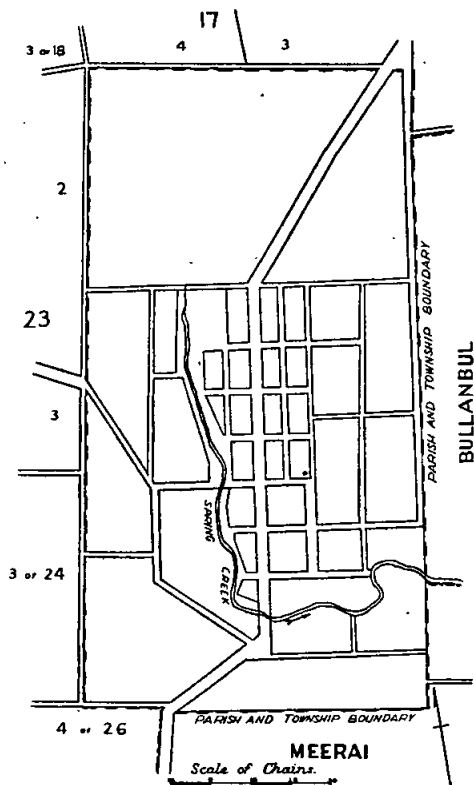 17
3 or 18
4
3
2
23
3
3 or 24
4 or 26
SPRING
CREEK
PARISH AND TOWNSHIP BOUNDARY
BULLANBUL
PARISH AND TOWNSHIP BOUNDARY
MEERAI
Scale of Chains.